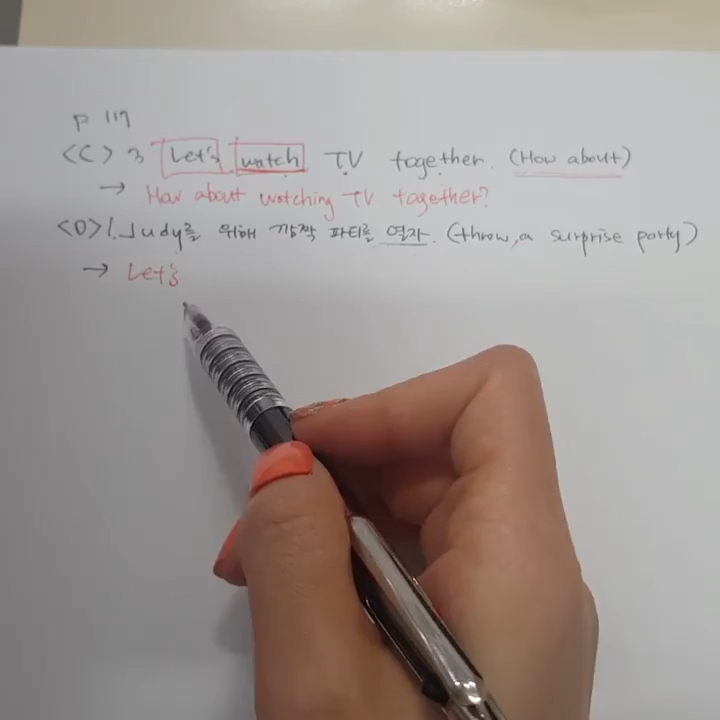 P 117
<C> 3 Let's watch TV together. (How about)
→ How about watching TV together?
<D> 1. Judy를 위해 깜짝 파티를 열자. (throw, a surprise party)
→ Let's